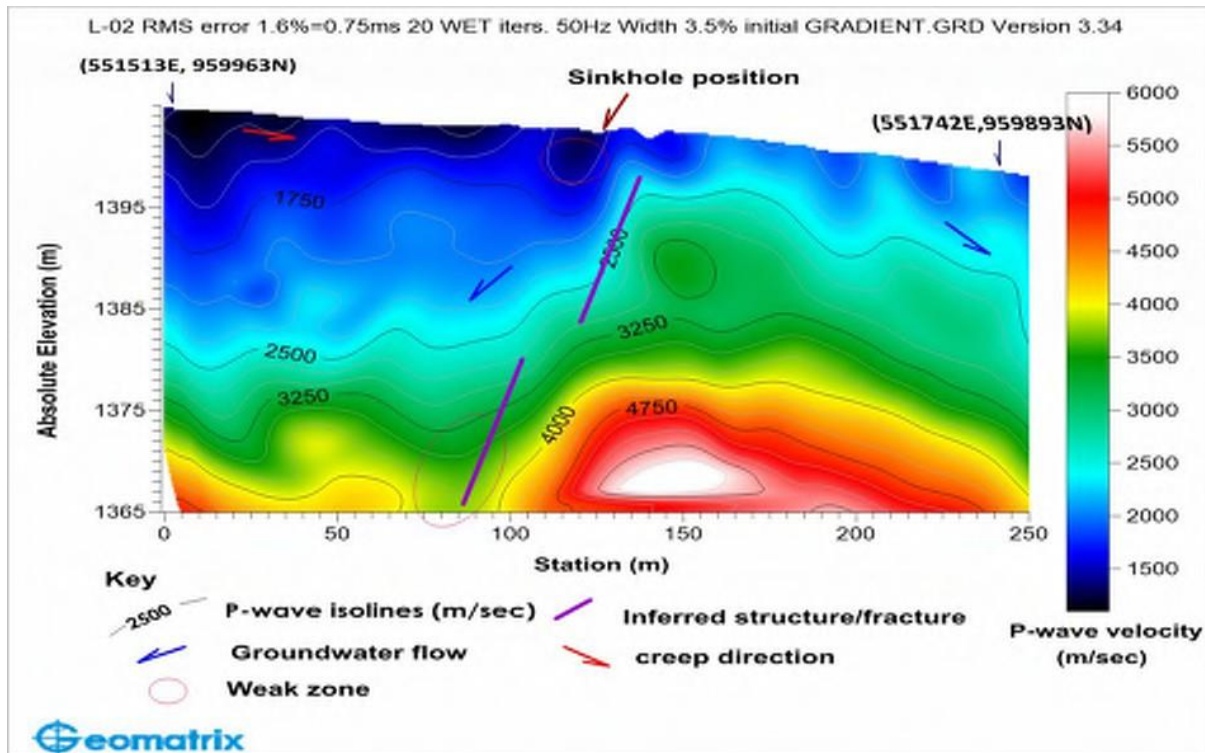 L-02 RMS error 1.6%=0.75ms 20 WET iters. 50Hz Width 3.5% initial GRADIENT.GRD Version 3.34
(551513E, 959963N)
Sinkhole position
(551742E,959893N)
Absolute Elevation (m)
1395
1385
1375
1365
1750
2500
2500
3250
3250
4000
4750
0
50
100
150
200
250
Station (m)
6000
5500
5000
4500
4000
3500
3000
2500
2000
1500
P-wave velocity
(m/sec)
Key
2500
P-wave isolines (m/sec)
Inferred structure/fracture
Groundwater flow
creep direction
Weak zone
Geomatrix